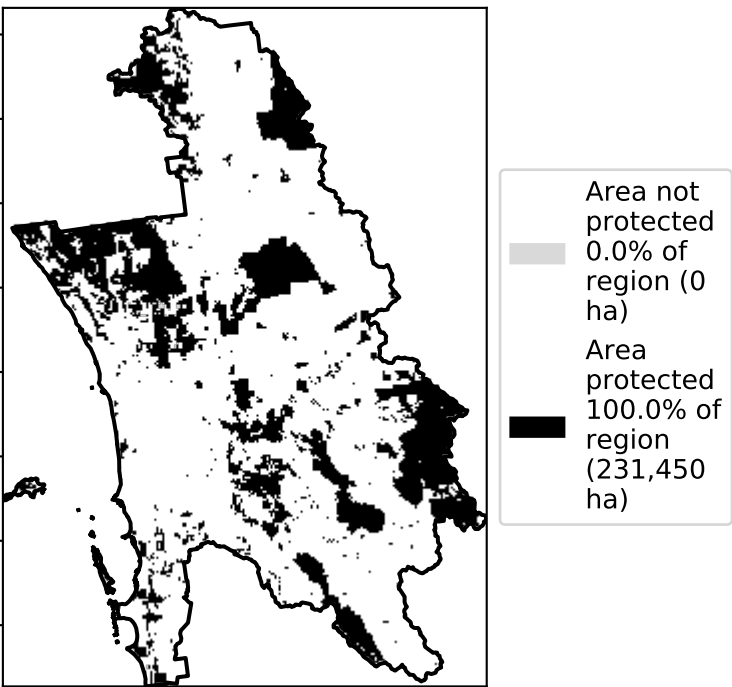 Area not
protected
0.0% of
region (0
ha)
Area
protected
100.0% of
region
(231,450
ha)